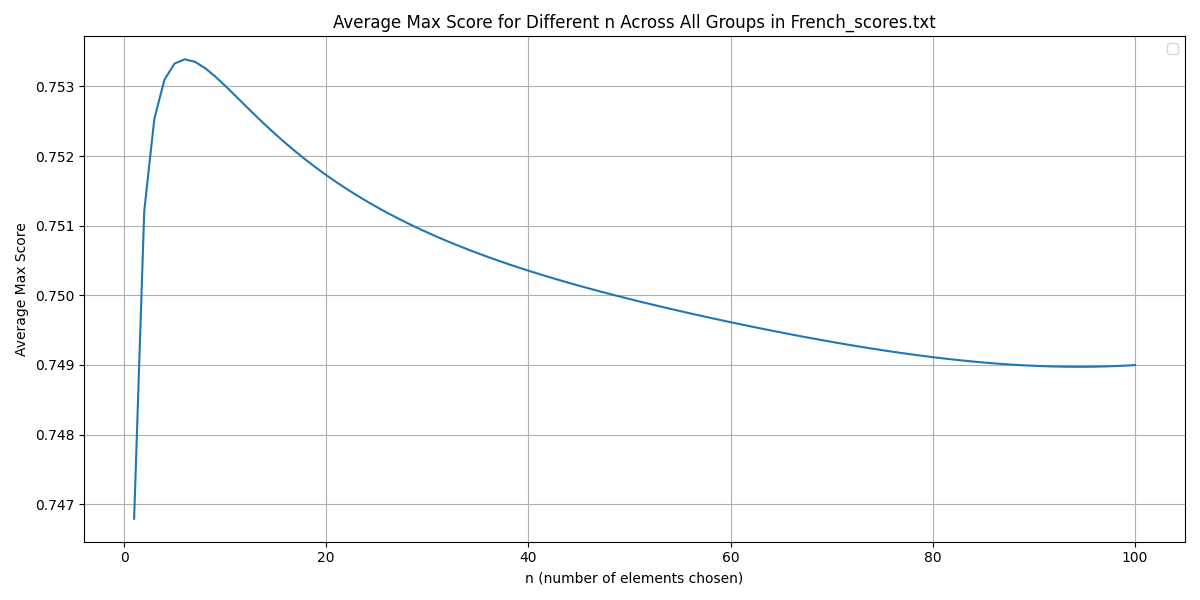 Average Max Score for Different n Across All Groups in French_scores.txt
0.753
0.752
0.751
0.750
0.749
0.748
0.747
Average Max Score
0 20 40 60 80 100
n (number of elements chosen)